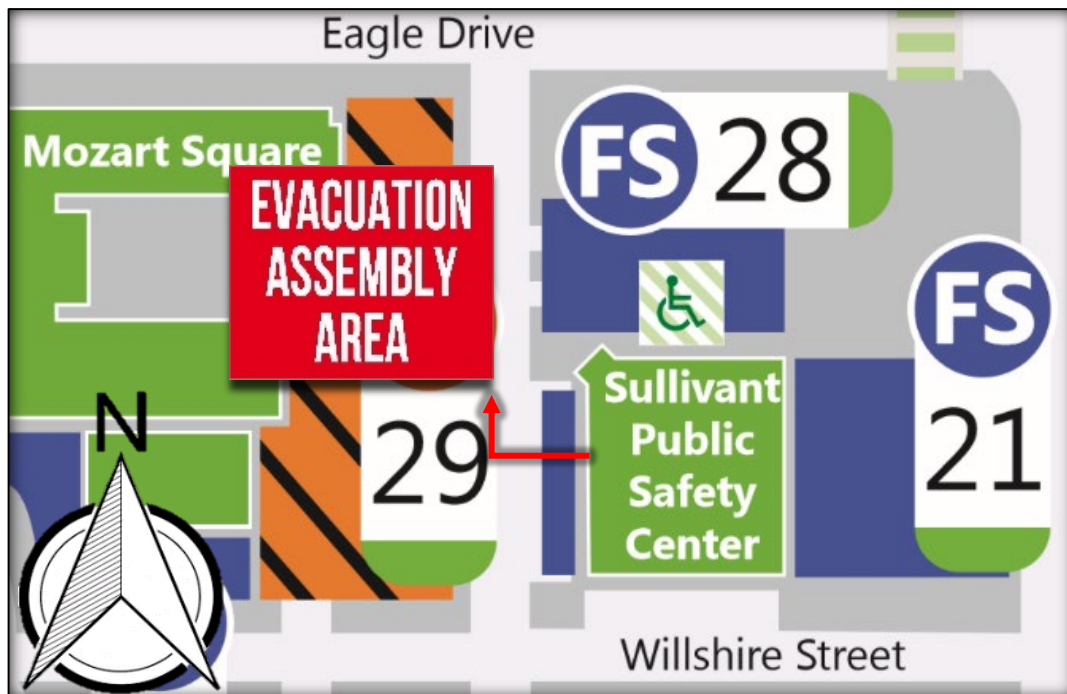 Eagle Drive
Mozart Square
FS 28
EVACUATION
ASSEMBLY
AREA
FS
21
Sullivant
Public
Safety
Center
29
N
Willshire Street